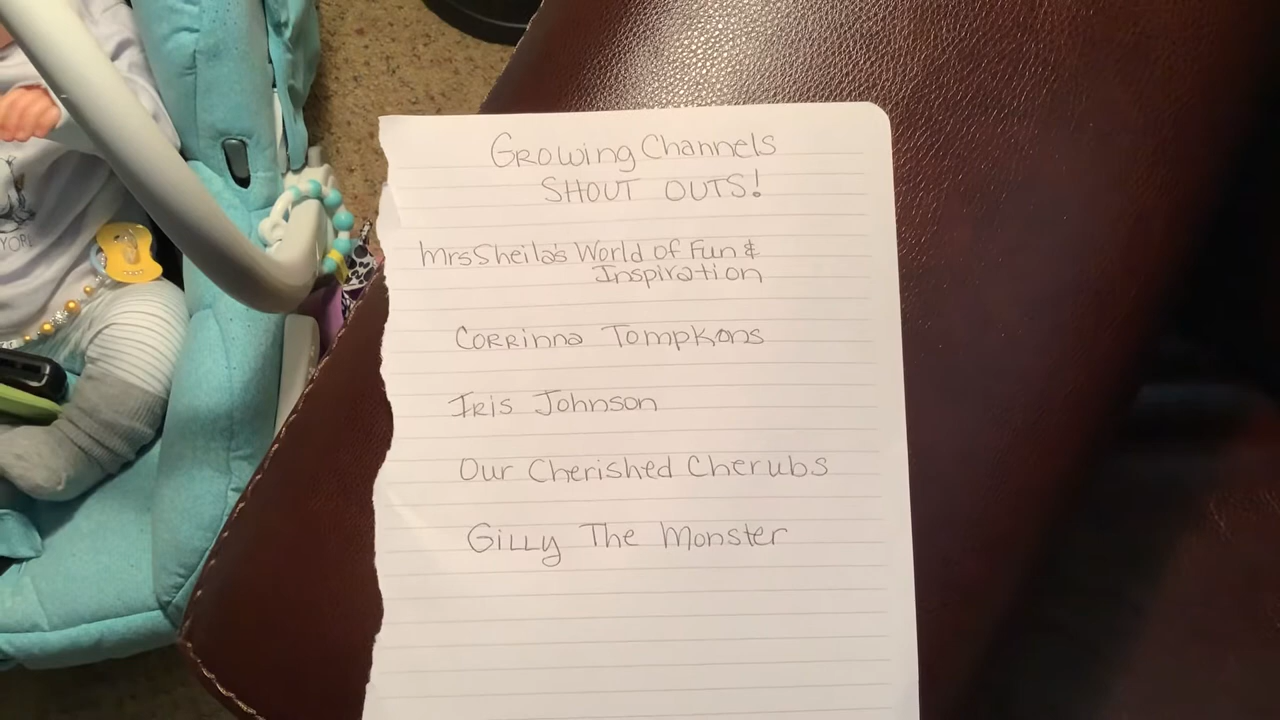 Growing Channels
SHOUT OUTS!
MrsSheila's World of Fun &
Inspiration
Corrinna Tompkons
Iris Johnson
Our Cherished Cherubs
Gilly The Monster